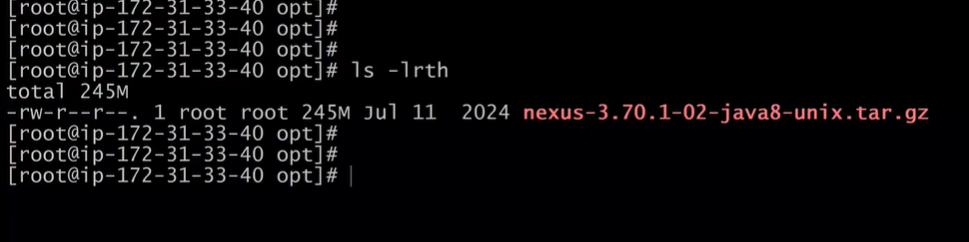 [root@ip-172-31-33-40 opt]#
[root@ip-172-31-33-40 opt]#
[root@ip-172-31-33-40 opt]#
[root@ip-172-31-33-40 opt]# ls -lrth
total 245M
-rw-r--r--. 1 root root 245M Jul 11  2024 nexus-3.70.1-02-java8-unix.tar.gz
[root@ip-172-31-33-40 opt]#
[root@ip-172-31-33-40 opt]#
[root@ip-172-31-33-40 opt]#